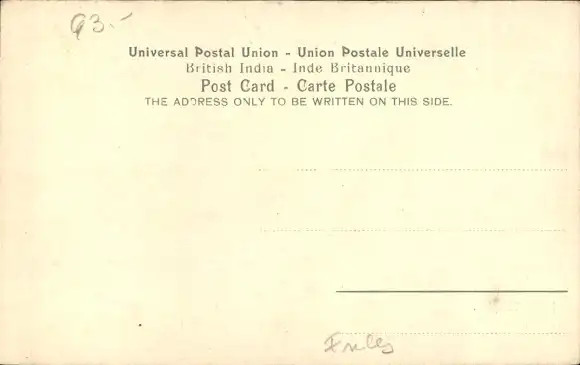 93.-
Universal Postal Union - Union Postale Universelle
British India - Inde Britannique
Post Card - Carte Postale
THE ADDRESS ONLY TO BE WRITTEN ON THIS SIDE.